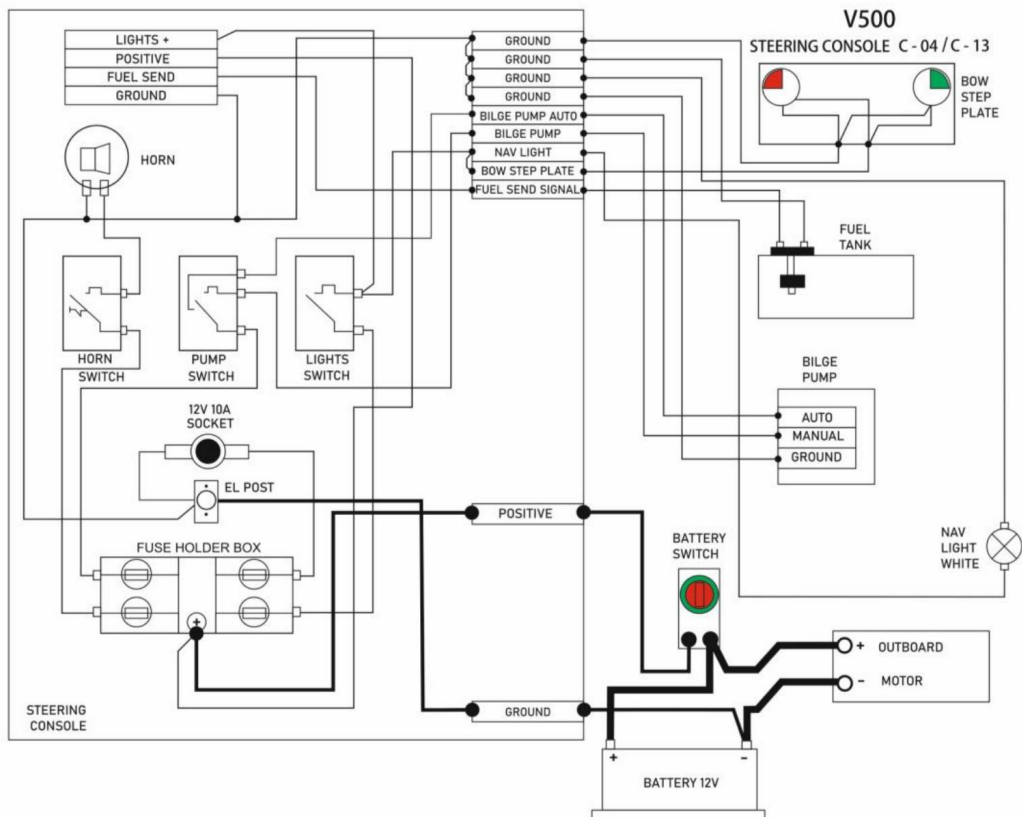 V500
STEERING CONSOLE C - 04 / C - 13
LIGHTS +
POSITIVE
FUEL SEND
GROUND
HORN
GROUND
GROUND
GROUND
GROUND
BILGE PUMP AUTO
BILGE PUMP
NAV LIGHT
BOW STEP PLATE
FUEL SEND SIGNAL
BOW
STEP
PLATE
FUEL
TANK
HORN
SWITCH
PUMP
SWITCH
LIGHTS
SWITCH
BILGE
PUMP
AUTO
MANUAL
GROUND
12V 10A
SOCKET
EL POST
FUSE HOLDER BOX
+
POSITIVE
BATTERY
SWITCH
NAV
LIGHT
WHITE
+ OUTBOARD
- MOTOR
STEERING
CONSOLE
GROUND
+ -
BATTERY 12V